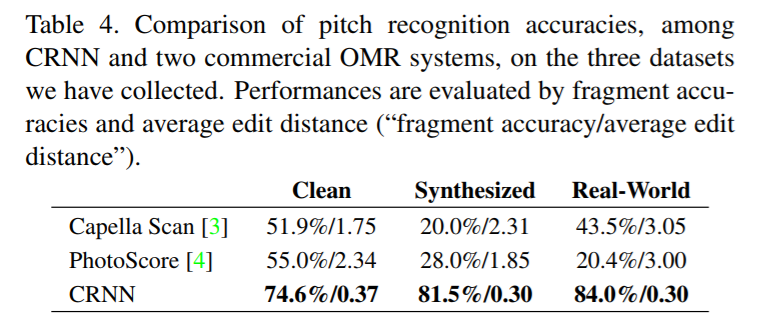 Table 4. Comparison of pitch recognition accuracies, among
CRNN and two commercial OMR systems, on the three datasets
we have collected. Performances are evaluated by fragment accu-
racies and average edit distance (“fragment accuracy/average edit
distance”).
Clean Synthesized Real-World
Capella Scan [3] 51.9%/1.75 20.0%/2.31 43.5%/3.05
PhotoScore [4] 55.0%/2.34 28.0%/1.85 20.4%/3.00
CRNN 74.6%/0.37 81.5%/0.30 84.0%/0.30